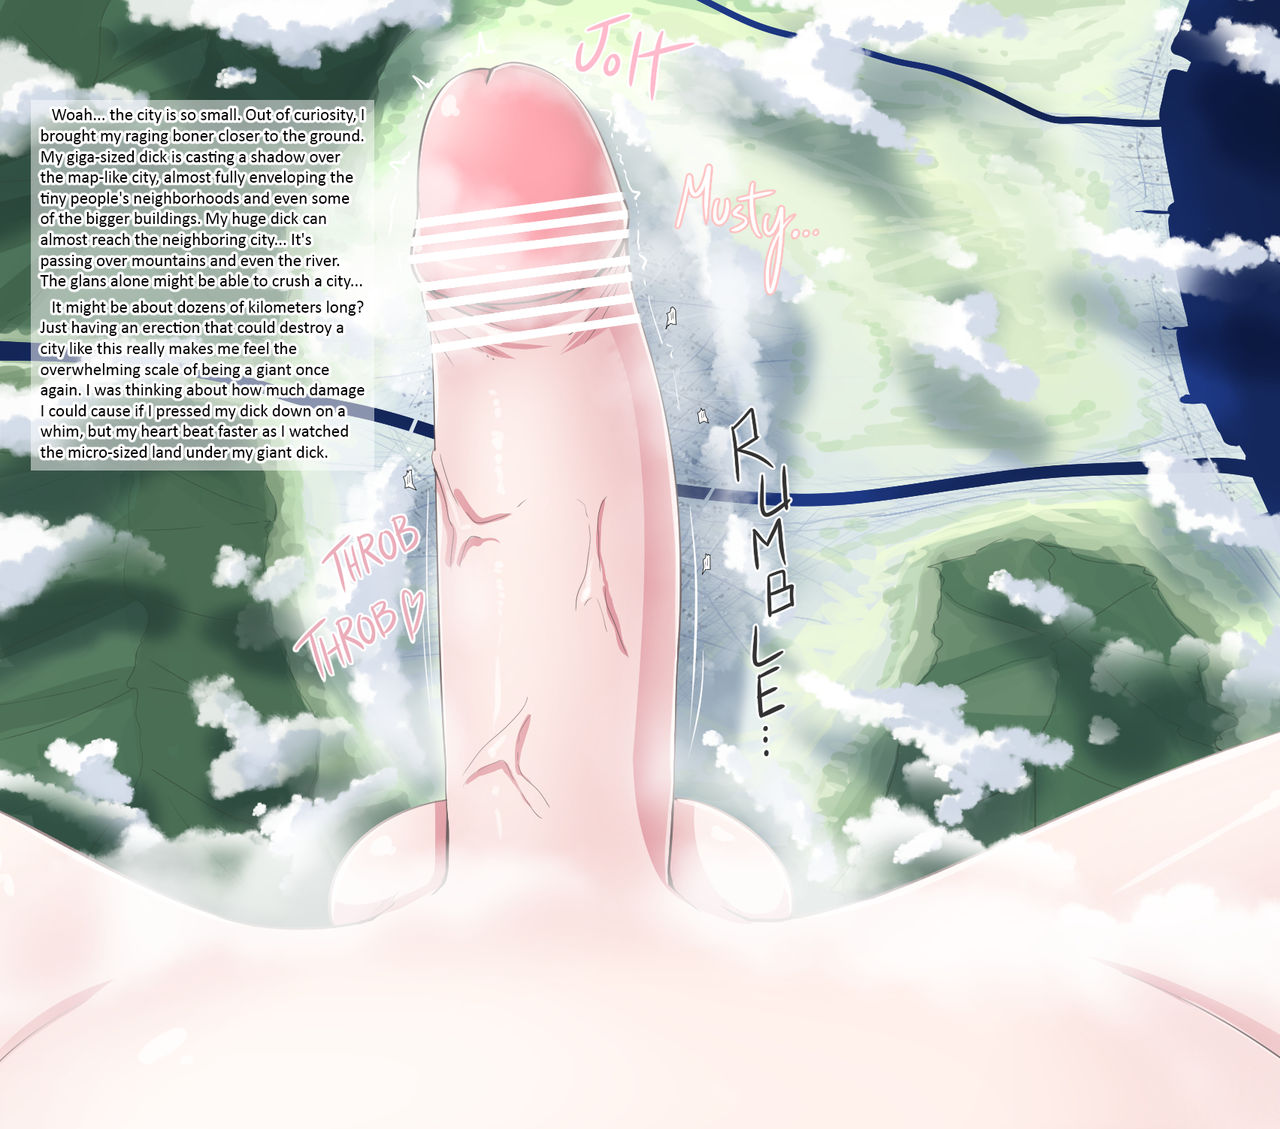 Jolt
Woah... the city is so small. Out of curiosity, I
brought my raging boner closer to the ground.
My giga-sized dick is casting a shadow over
the map-like city, almost fully enveloping the
tiny people's neighborhoods and even some
of the bigger buildings. My huge dick can
almost reach the neighboring city... It's
passing over mountains and even the river.
The glans alone might be able to crush a city...
It might be about dozens of kilometers long?
Just having an erection that could destroy a
city like this really makes me feel the
overwhelming scale of being a giant once
again. I was thinking about how much damage
I could cause if I pressed my dick down on a
whim, but my heart beat faster as I watched
the micro-sized land under my giant dick.
Musty...
RUMBLE...
THROB
THROB♡